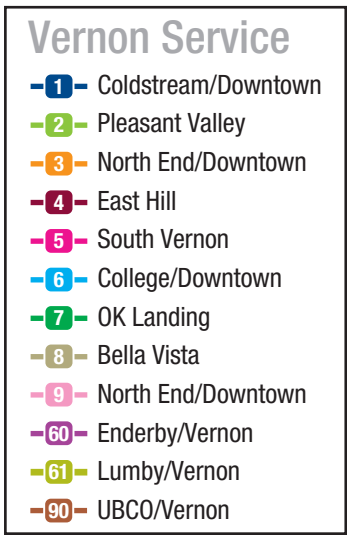 Vernon Service
1 Coldstream/Downtown
2 Pleasant Valley
3 North End/Downtown
4 East Hill
5 South Vernon
6 College/Downtown
7 OK Landing
8 Bella Vista
9 North End/Downtown
60 Enderby/Vernon
61 Lumby/Vernon
90 UBCO/Vernon